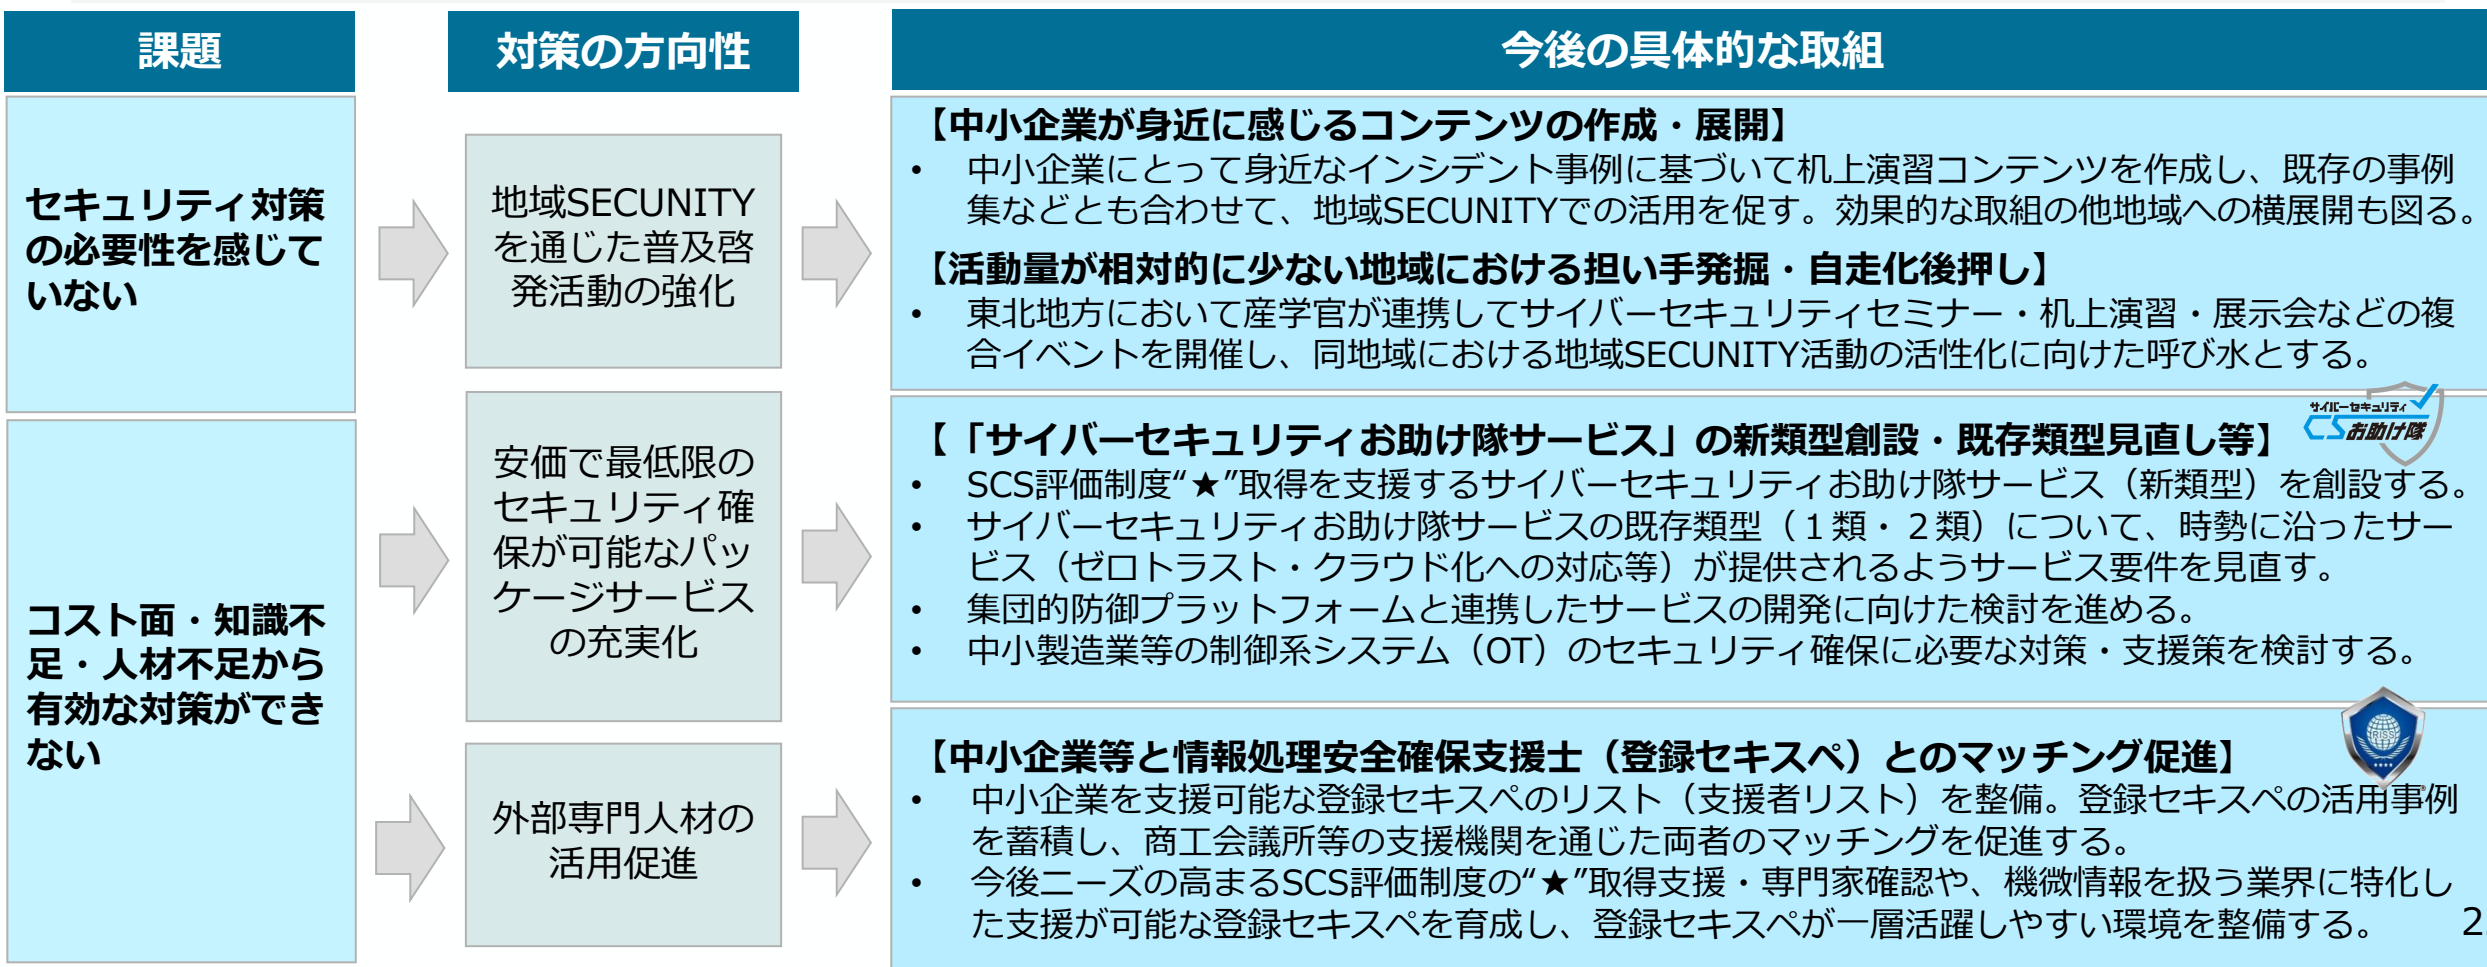 課題
対策の方向性
今後の具体的な取組
セキュリティ対策
の必要性を感じて
いない
地域SECUNITY
を通じた普及啓
発活動の強化
【中小企業が身近に感じるコンテンツの作成・展開】
• 中小企業にとって身近なインシデント事例に基づいて机上演習コンテンツを作成し、既存の事例
集などとも合わせて、地域SECUNITYでの活用を促す。効果的な取組の他地域への横展開も図る。
【活動量が相対的に少ない地域における担い手発掘・自走化後押し】
• 東北地方において産学官が連携してサイバーセキュリティセミナー・机上演習・展示会などの複
合イベントを開催し、同地域における地域SECUNITY活動の活性化に向けた呼び水とする。
コスト面・知識不
足・人材不足から
有効な対策ができ
ない
安価で最低限の
セキュリティ確
保が可能なパッ
ケージサービス
の充実化
【「サイバーセキュリティお助け隊サービス」の新類型創設・既存類型見直し等】
サイバーセキュリティ
CSお助け隊
• SCS評価制度“★”取得を支援するサイバーセキュリティお助け隊サービス（新類型）を創設する。
• サイバーセキュリティお助け隊サービスの既存類型（１類・２類）について、時勢に沿ったサー
ビス（ゼロトラスト・クラウド化への対応等）が提供されるようサービス要件を見直す。
• 集団的防御プラットフォームと連携したサービスの開発に向けた検討を進める。
• 中小製造業等の制御系システム（OT）のセキュリティ確保に必要な対策・支援策を検討する。
外部専門人材の
活用促進
【中小企業等と情報処理安全確保支援士（登録セキスペ）とのマッチング促進】
RISS
• 中小企業を支援可能な登録セキスペのリスト（支援者リスト）を整備。登録セキスペの活用事例
を蓄積し、商工会議所等の支援機関を通じた両者のマッチングを促進する。
• 今後ニーズの高まるSCS評価制度の“★”取得支援・専門家確認や、機微情報を扱う業界に特化し
た支援が可能な登録セキスペを育成し、登録セキスペが一層活躍しやすい環境を整備する。
2